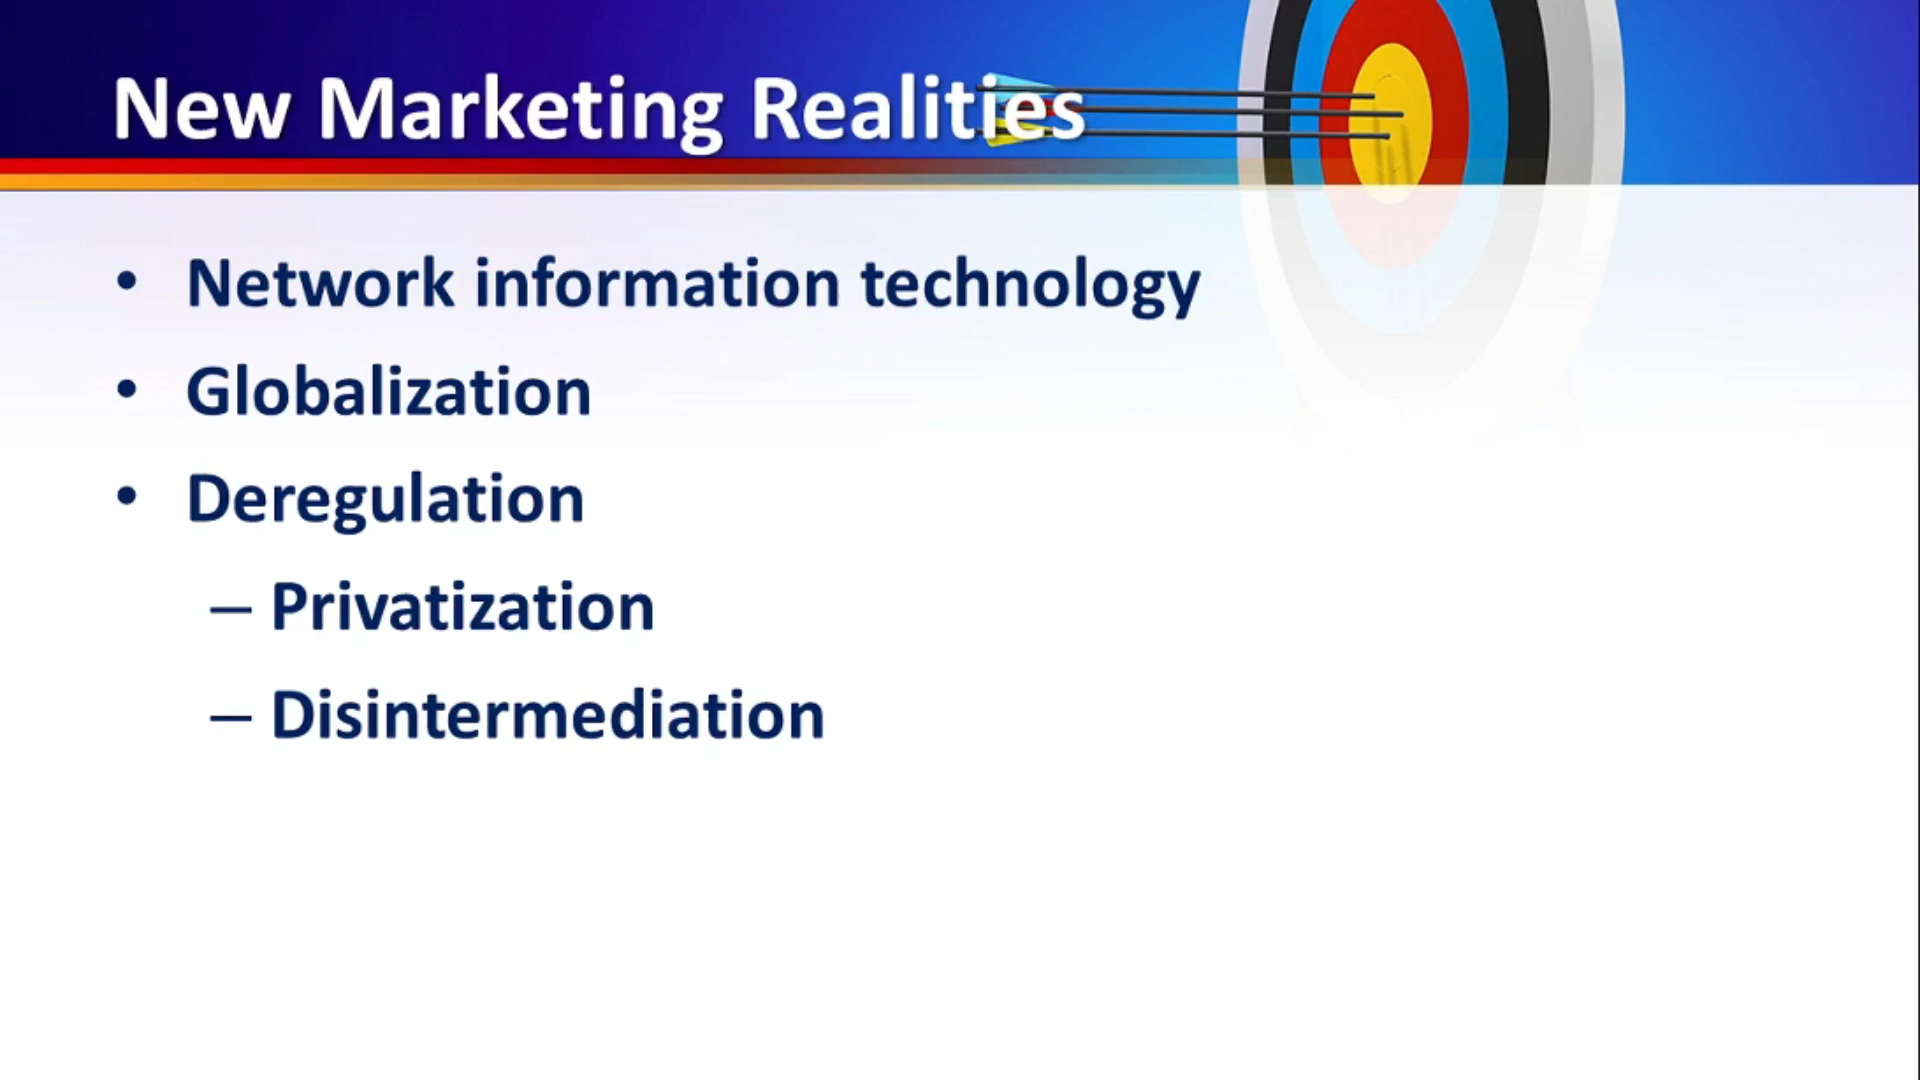 New Marketing Realities
• Network information technology
• Globalization
• Deregulation
– Privatization
– Disintermediation